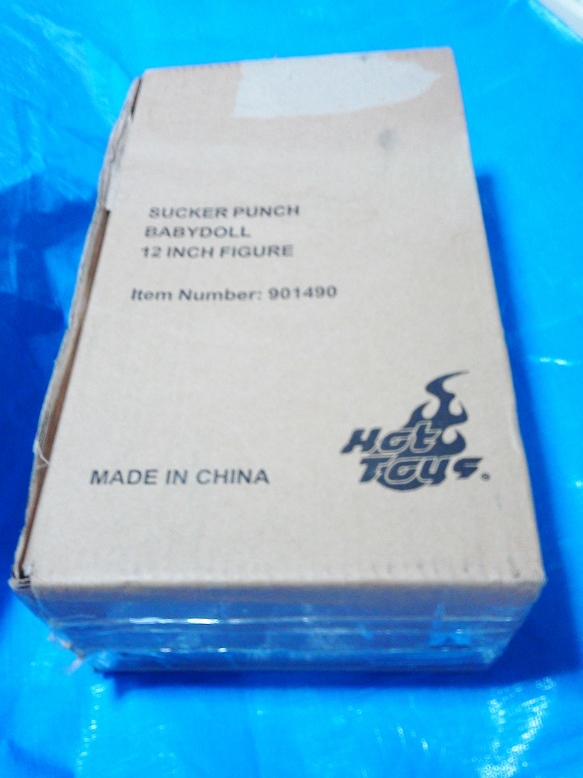 SUCKER PUNCH
BABYDOLL
12 INCH FIGURE
Item Number: 901490
MADE IN CHINA
Hot
Toys.